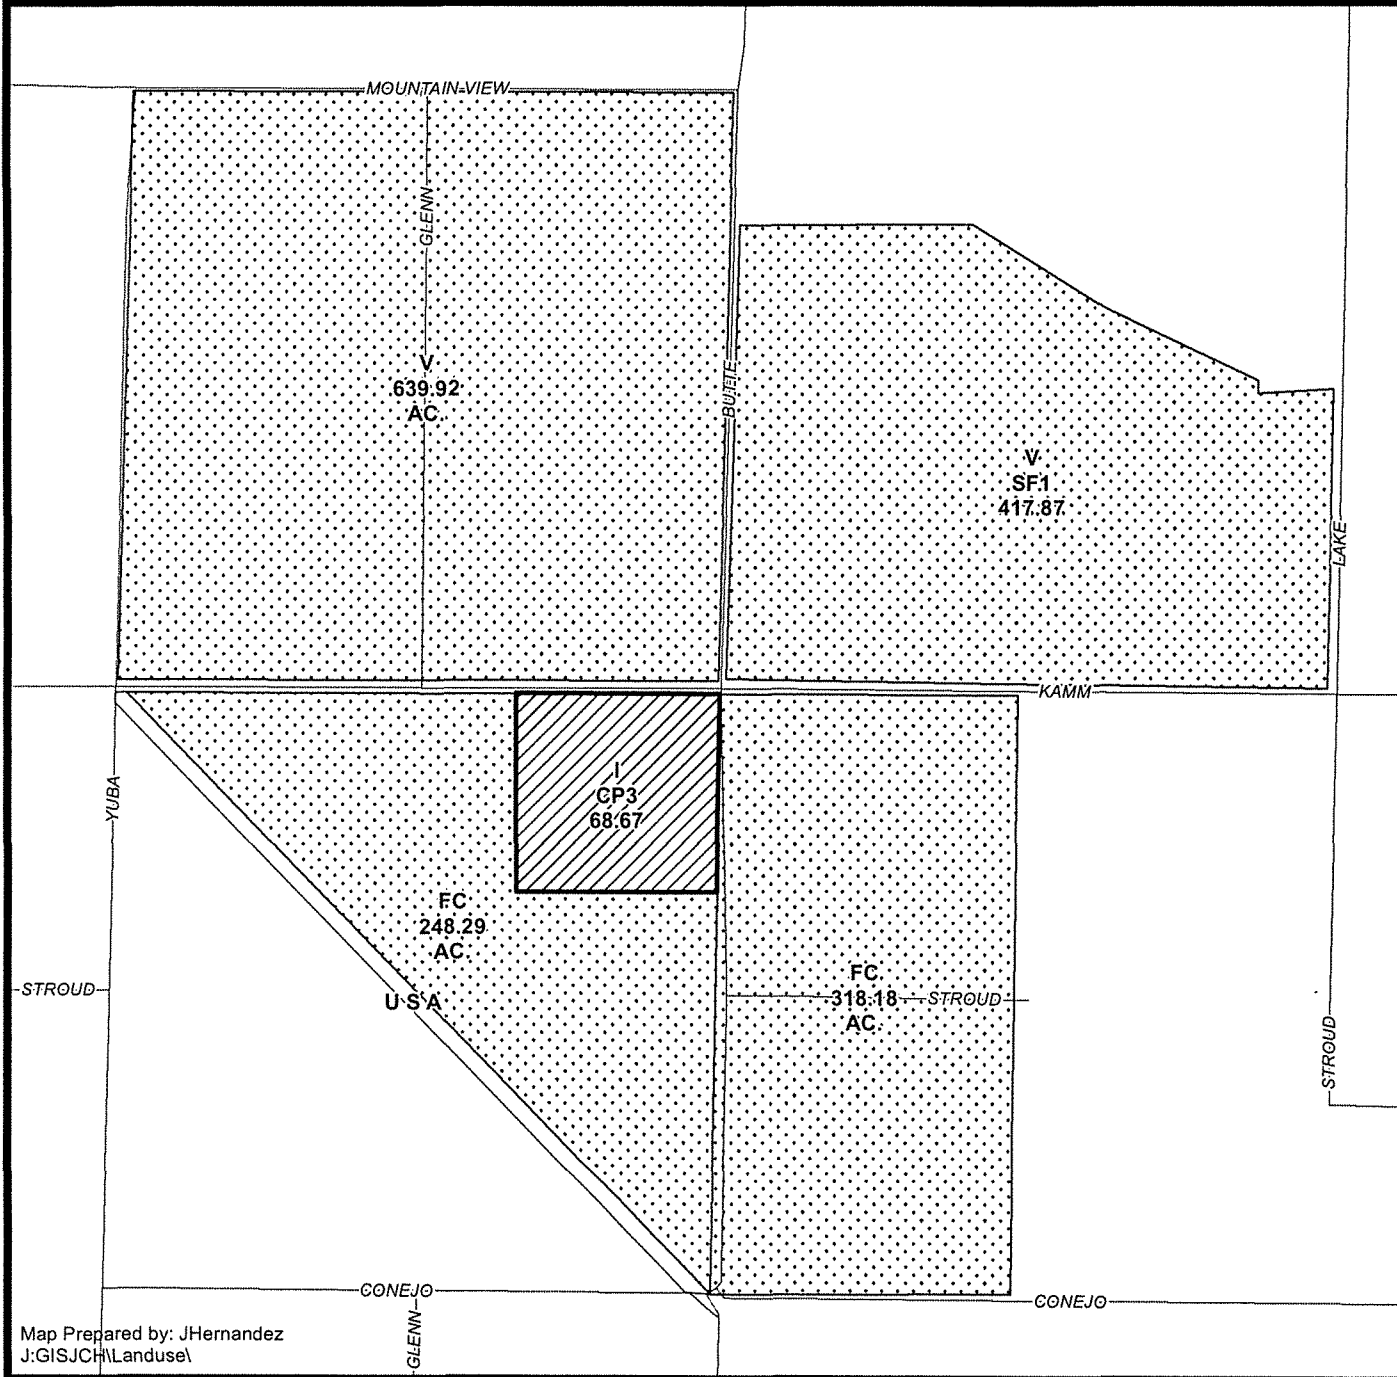 MOUNTAIN VIEW
GLENN
V
639.92
AC.
BUTTE
V
SF1
417.87
LAKE
KAMM
YUBA
I
CP3
68.67
FC
248.29
AC.
STROUD
U S A
FC
318.18
AC.
STROUD
STROUD
CONEJO
CONEJO
GLENN
Map Prepared by: JHernandez
J:GISJCH\Landuse\